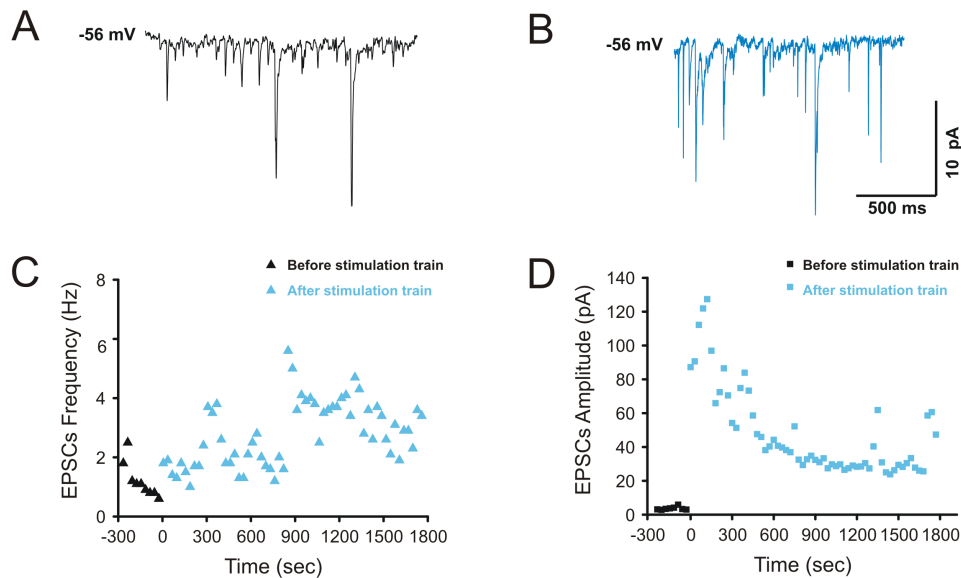 A
-56 mV
B
-56 mV
10 pA
500 ms
C
▲ Before stimulation train
▲ After stimulation train
EPSCs Frequency (Hz)
8
6
4
2
0
-300 0 300 600 900 1200 1500 1800
Time (sec)
D
■ Before stimulation train
■ After stimulation train
EPSCs Amplitude (pA)
140
120
100
80
60
40
20
0
-300 0 300 600 900 1200 1500 1800
Time (sec)